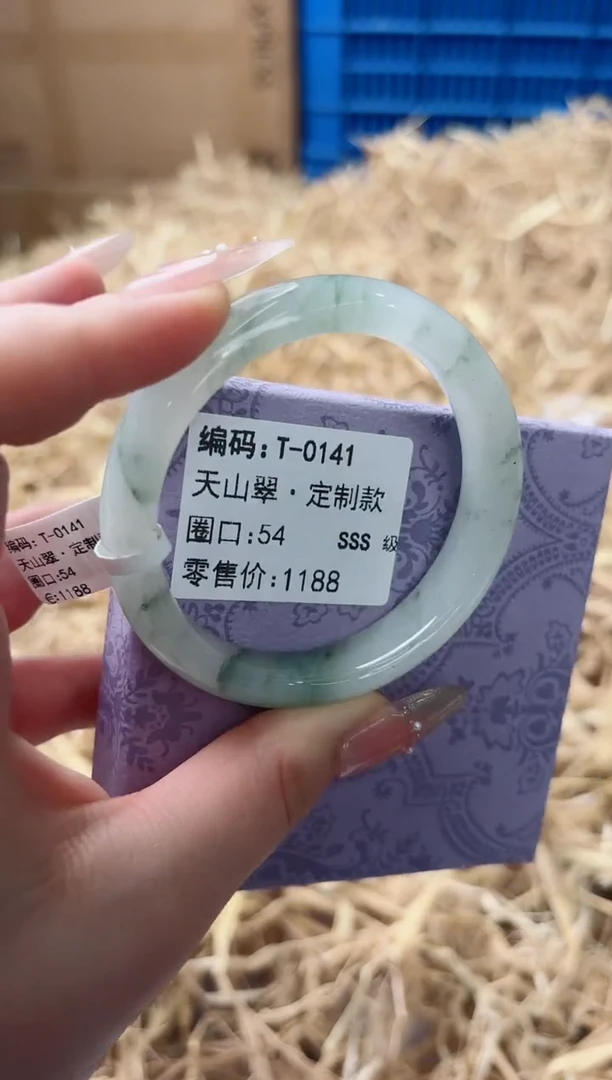 编码: T-0141
天山翠·定制款
圈口:54 SSS 级
零售价:1188
编码: T-0141
天山翠·定制
圈口:54
:1188